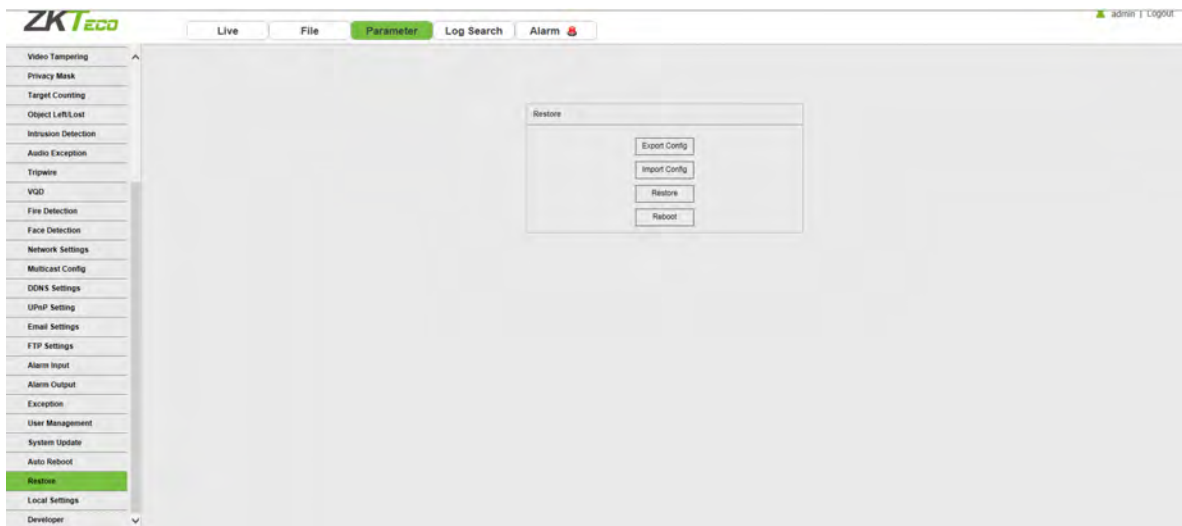 ZKTeco
admin | Logout
Live
File
Parameter
Log Search
Alarm
Video Tampering
Privacy Mask
Target Counting
Object Left/Lost
Intrusion Detection
Audio Exception
Tripwire
VQD
Fire Detection
Face Detection
Network Settings
Multicast Config
DDNS Settings
UPnP Setting
Email Settings
FTP Settings
Alarm Input
Alarm Output
Exception
User Management
System Update
Auto Reboot
Restore
Local Settings
Developer
Restore
Export Config
Import Config
Restore
Reboot